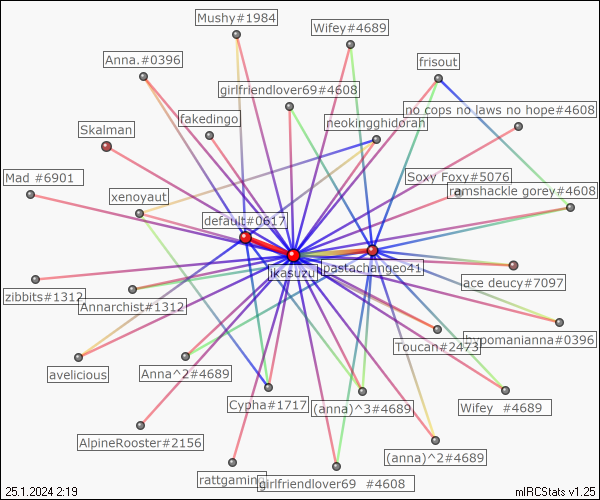 Mushy#1984
Wifey#4689
Anna.#0396
frisout
girlfriendlover69#4608
no cops no laws no hope#4608
fakedingo
neokingghidorah
Skalman
Mad #6901
Soxy Foxy#5076
ramshackle gorey#4608
xenoyaut
default#0617
jikasuzu
pastachangeo41
ace deucy#7097
zibbits#1312
Annarchist#1312
Toucan#2473
hypomanianna#0396
avelicious
Anna^2#4689
Cypha#1717
(anna)^3#4689
Wifey #4689
AlpineRooster#2156
(anna)^2#4689
rattgaming
girlfriendlover69 #4608
25.1.2024 2:19
mIRCStats v1.25